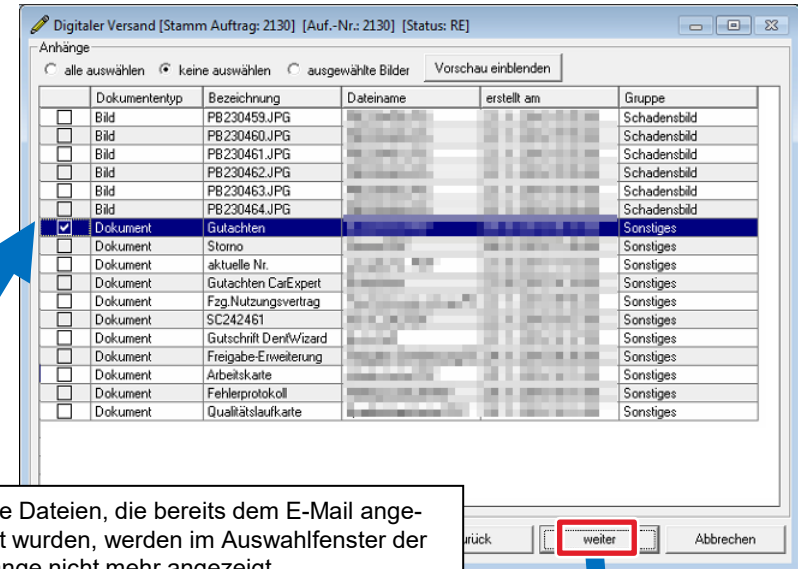 Digitaler Versand [Stamm Auftrag: 2130] [Auf.-Nr.: 2130] [Status: RE]
Anhänge
alle auswählen keine auswählen ausgewählte Bilder Vorschau einblenden
Dokumententyp Bezeichnung Dateiname erstellt am Gruppe
Bild PB230459.JPG Schadensbild
Bild PB230460.JPG Schadensbild
Bild PB230461.JPG Schadensbild
Bild PB230462.JPG Schadensbild
Bild PB230463.JPG Schadensbild
Bild PB230464.JPG Schadensbild
Dokument Gutachten Sonstiges
Dokument Storno Sonstiges
Dokument aktuelle Nr. Sonstiges
Dokument Gutachten CarExpert Sonstiges
Dokument Fzg.Nutzungsvertrag Sonstiges
Dokument SC242461 Sonstiges
Dokument Gutschrift DentWizard Sonstiges
Dokument Freigabe-Erweiterung Sonstiges
Dokument Arbeitskarte Sonstiges
Dokument Fehlerprotokoll Sonstiges
Dokument Qualitätslaufkarte Sonstiges
e Dateien, die bereits dem E-Mail ange-
t wurden, werden im Auswahlfenster der
nge nicht mehr angezeigt
urück weiter Abbrechen